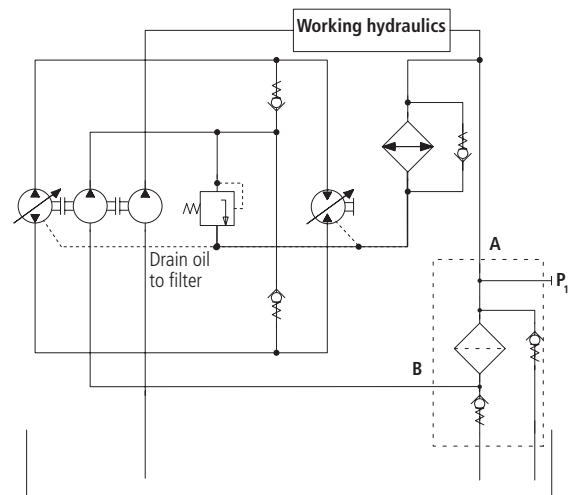 Working hydraulics
Drain oil
to filter
A
P₁
B